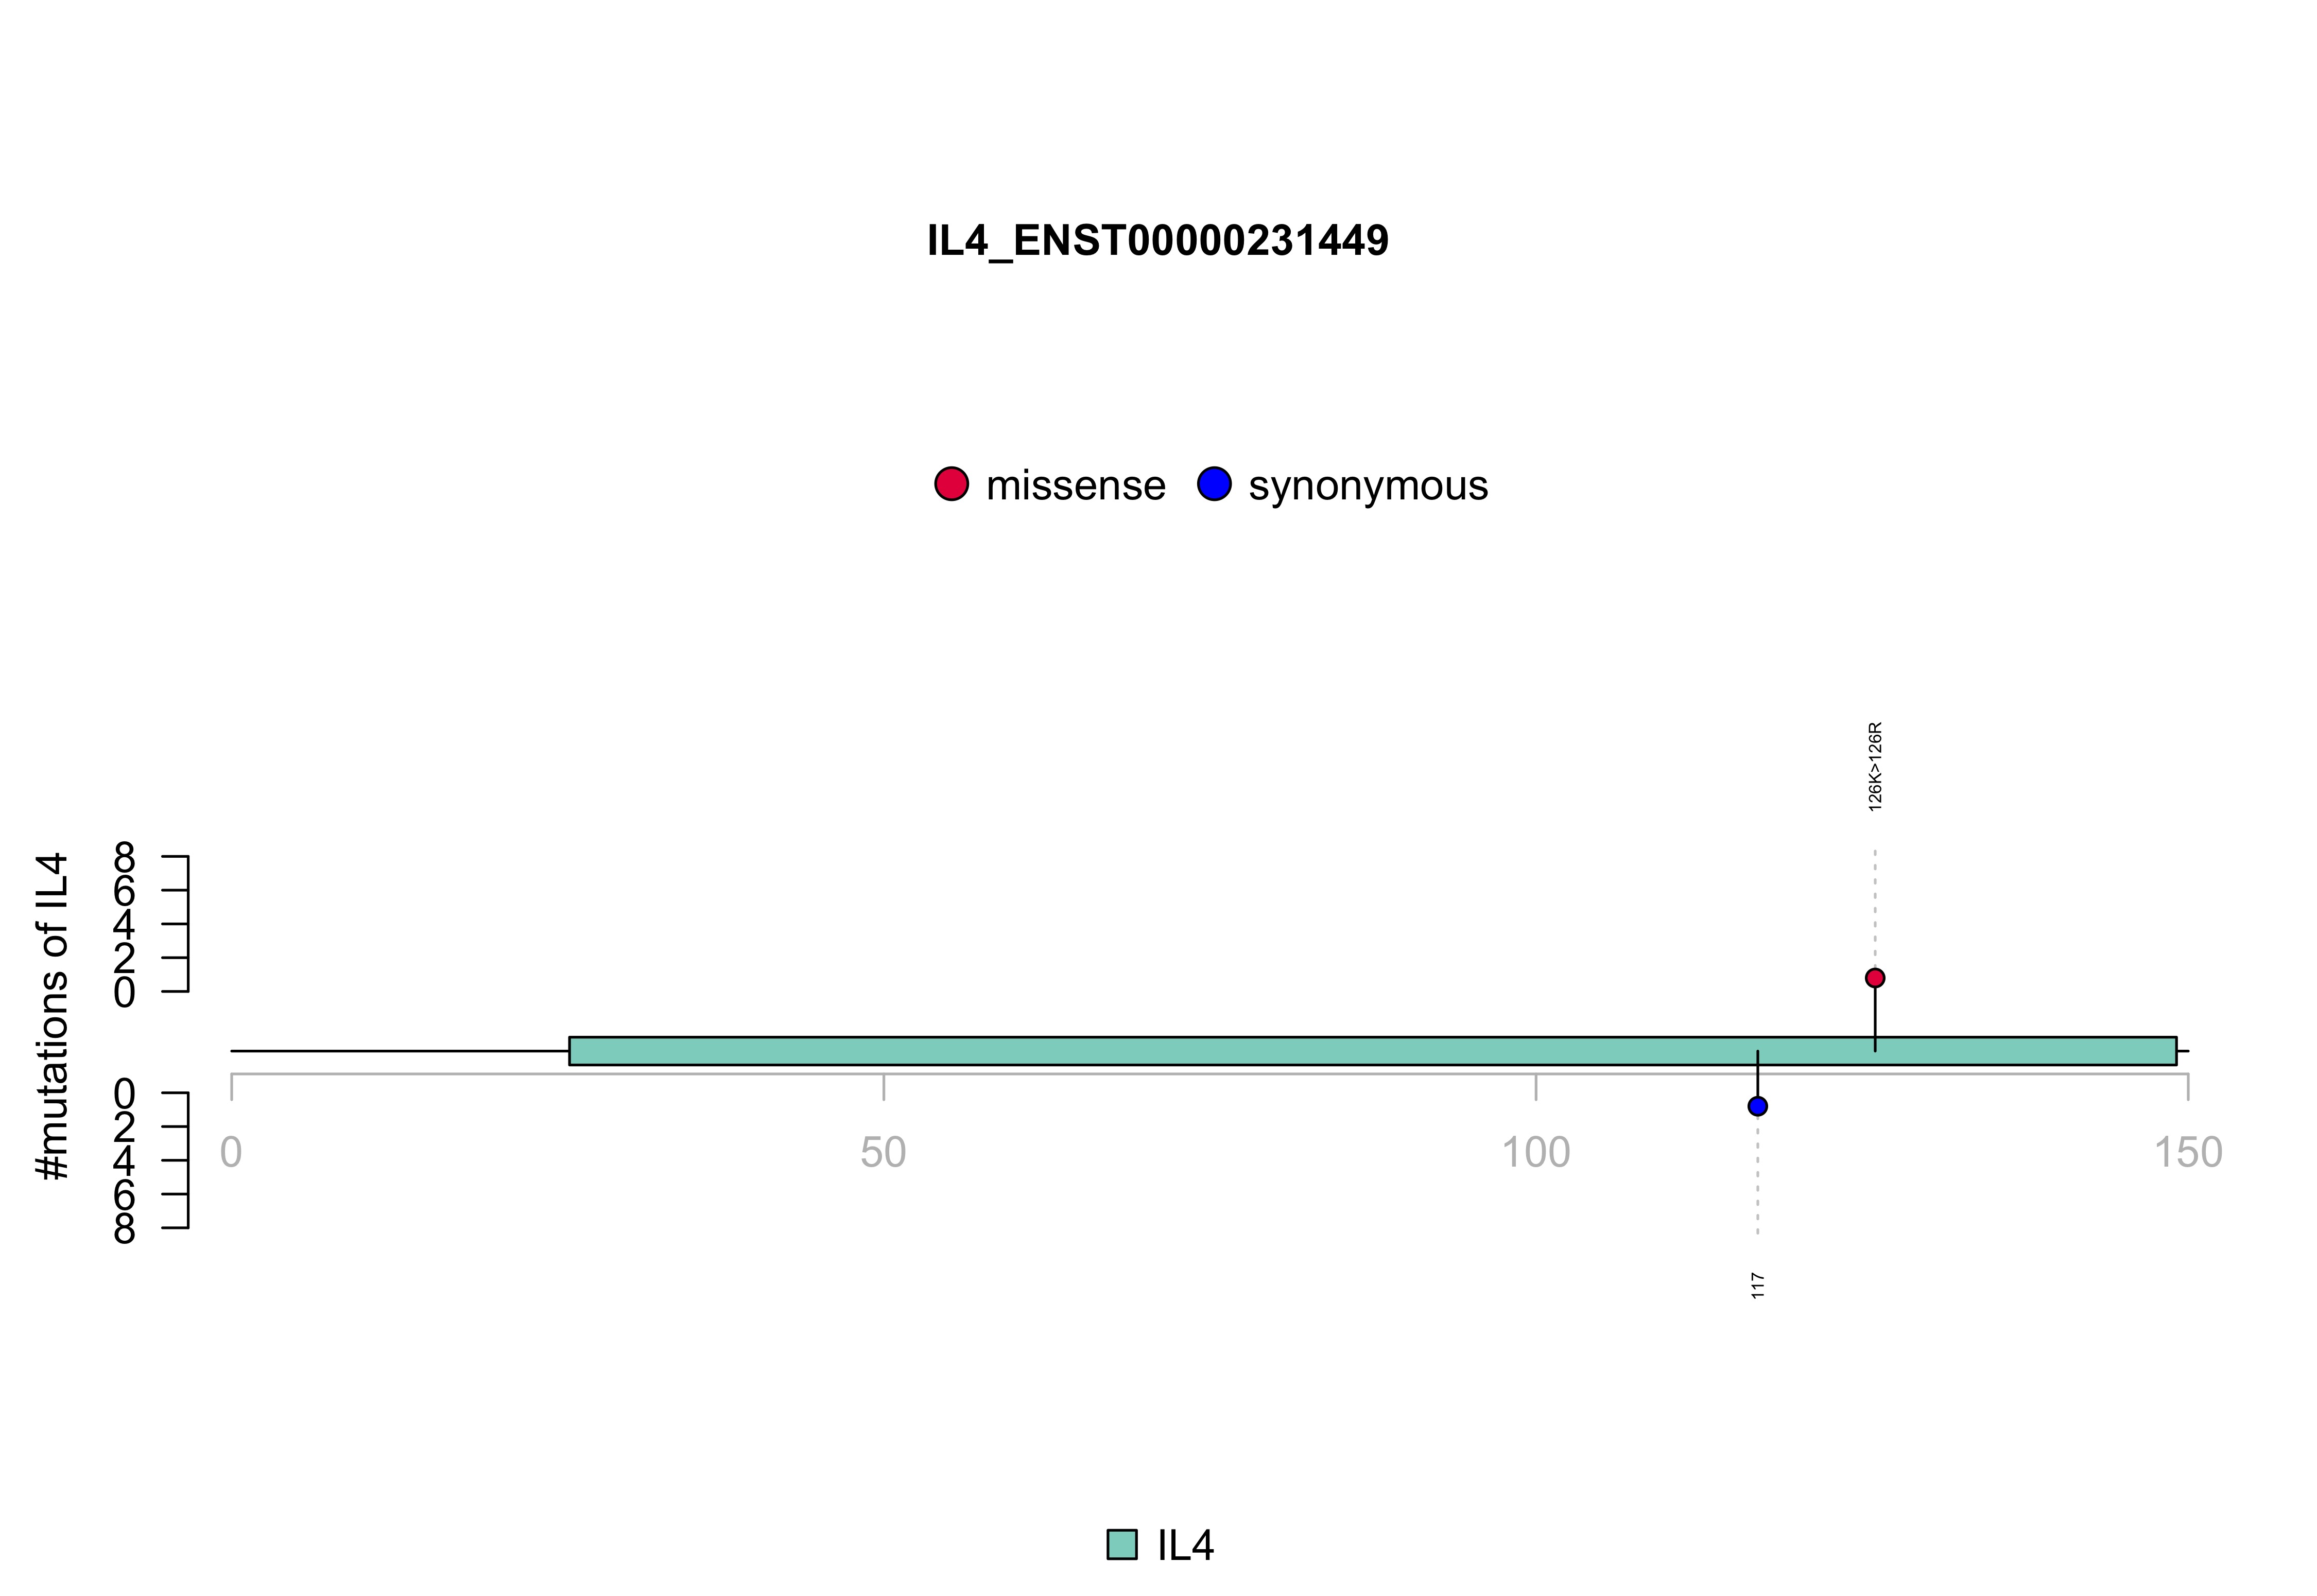 IL4_ENST00000231449
missense synonymous
126K>126R
#mutations of IL4
8
6
4
2
0
0
2
4
6
8
0 50 100 150
117
IL4